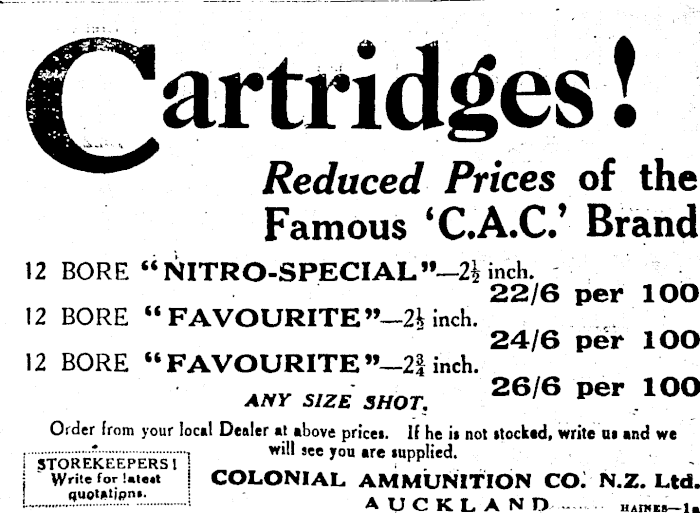 Cartridges!
Reduced Prices of the
Famous 'C.A.C.' Brand
12 BORE "NITRO-SPECIAL"—2½ inch.
22/6 per 100
12 BORE "FAVOURITE"—2½ inch.
24/6 per 100
12 BORE "FAVOURITE"—2¾ inch.
26/6 per 100
ANY SIZE SHOT.
Order from your local Dealer at above prices. If he is not stocked, write us and we
will see you are supplied.
STOREKEEPERS!
Write for latest
quotations.
COLONIAL AMMUNITION CO. N.Z. Ltd.
AUCKLAND
HAINES